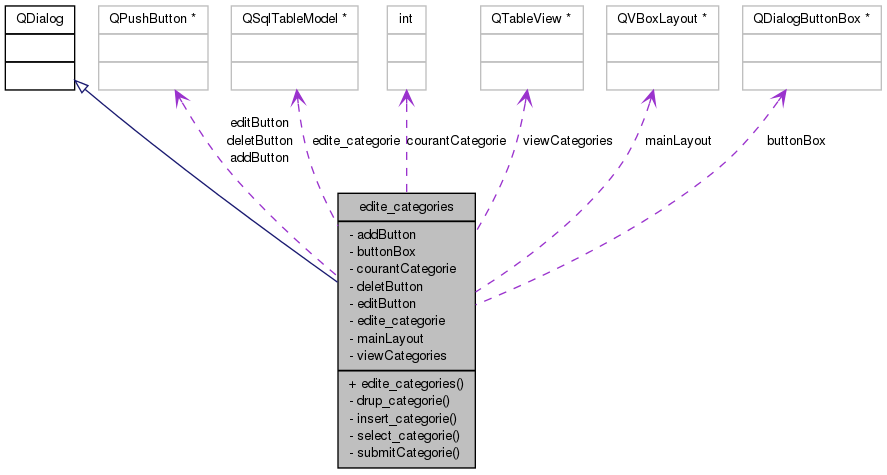 QDialog
QPushButton *
QSqlTableModel *
int
QTableView *
QVBoxLayout *
QDialogButtonBox *
editButton
deletButton
addButton
edite_categorie
courantCategorie
viewCategories
mainLayout
buttonBox
edite_categories
- addButton
- buttonBox
- courantCategorie
- deletButton
- editButton
- edite_categorie
- mainLayout
- viewCategories
+ edite_categories()
- drup_categorie()
- insert_categorie()
- select_categorie()
- submitCategorie()